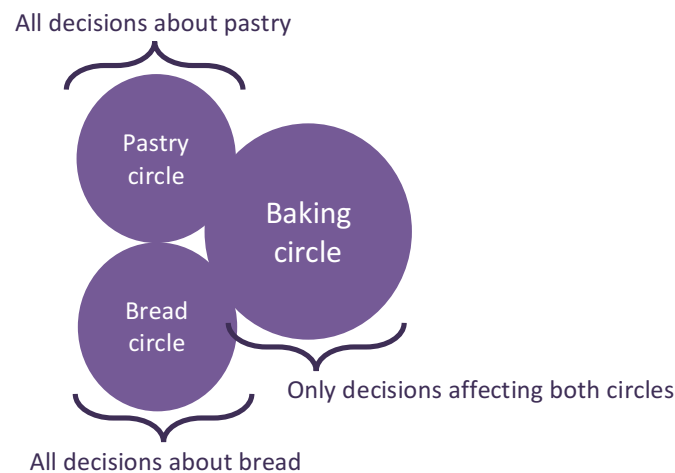 All decisions about pastry
Pastry
circle
Baking
circle
Bread
circle
Only decisions affecting both circles
All decisions about bread